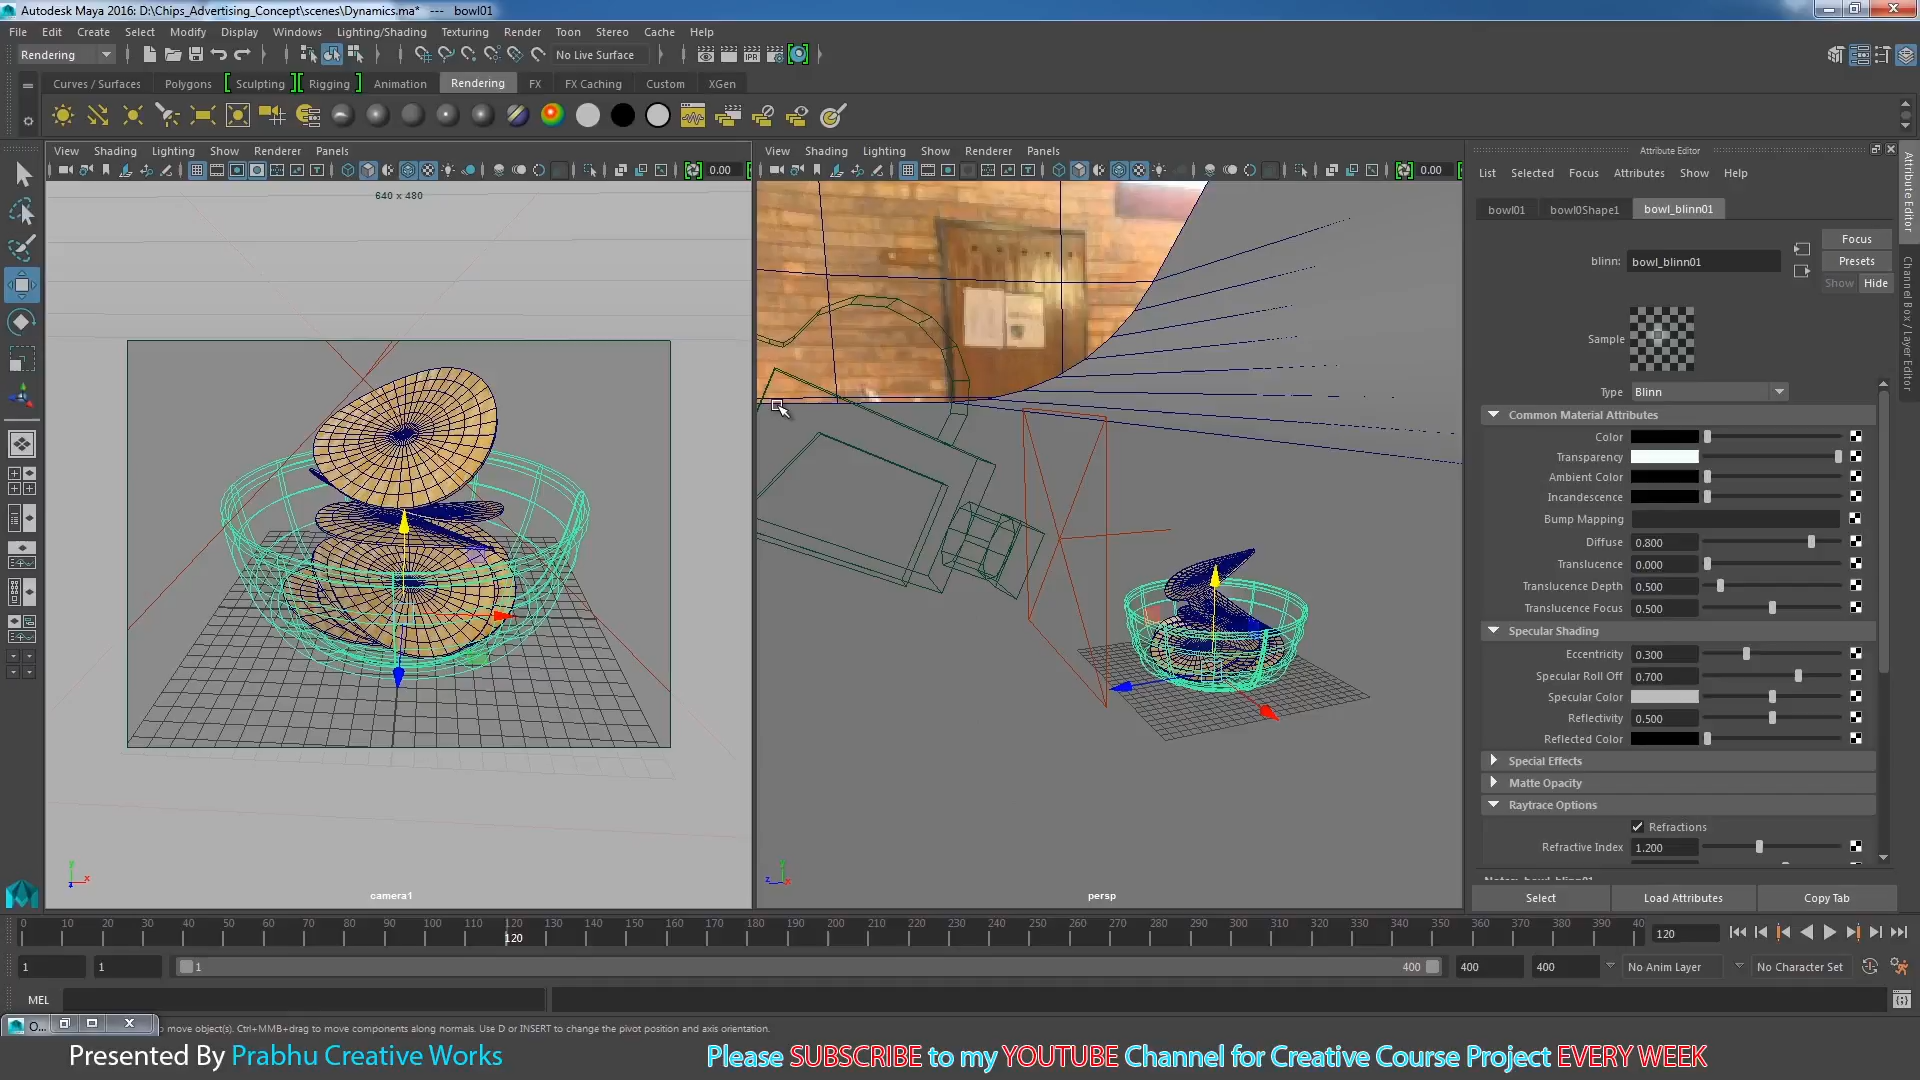 Autodesk Maya 2016: D:\Chips_Advertising_Concept\scenes\Dynamics.ma* --- bowl01
File Edit Create Select Modify Display Windows Lighting/Shading Texturing Render Toon Stereo Cache Help
Rendering No Live Surface
Curves / Surfaces Polygons Sculpting Rigging Animation Rendering FX FX Caching Custom XGen
View Shading Lighting Show Renderer Panels
0.00
640 x 480
camera1
View Shading Lighting Show Renderer Panels
0.00
persp
Attribute Editor
List Selected Focus Attributes Show Help
bowl01 bowl0Shape1 bowl_blinn01
blinn: bowl_blinn01
Focus
Presets
Show Hide
Sample
Type Blinn
Common Material Attributes
Color
Transparency
Ambient Color
Incandescence
Bump Mapping
Diffuse 0.800
Translucence 0.000
Translucence Depth 0.500
Translucence Focus 0.500
Specular Shading
Eccentricity 0.300
Specular Roll Off 0.700
Specular Color
Reflectivity 0.500
Reflected Color
Special Effects
Matte Opacity
Raytrace Options
Refractions
Refractive Index 1.200
Select Load Attributes Copy Tab
Attribute Editor
Channel Box / Layer Editor
0 10 20 30 40 50 60 70 80 90 100 110 120 130 140 150 160 170 180 190 200 210 220 230 240 250 260 270 280 290 300 310 320 330 340 350 360 370 380 390 40
120
120
1 1 1 400 400 400 No Anim Layer No Character Set
MEL
O... to move object(s). Ctrl+MMB+drag to move components along normals. Use D or INSERT to change the pivot position and axis orientation.
Presented By Prabhu Creative Works
Please SUBSCRIBE to my YOUTUBE Channel for Creative Course Project EVERY WEEK